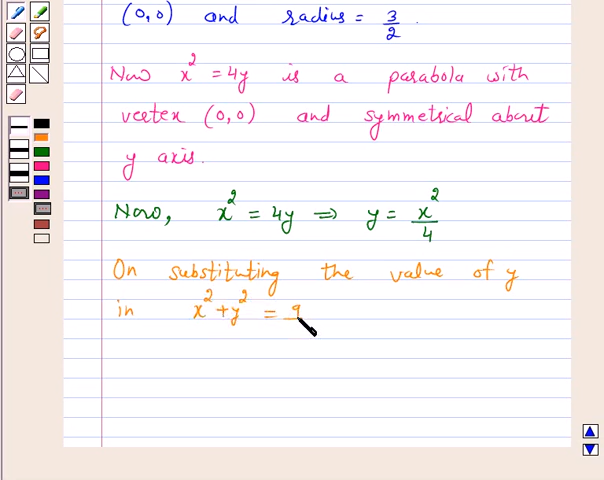 (0,0) and radius = 3/2
Now x² = 4y is a parabola with
vertex (0,0) and symmetrical about
y axis.
Now, x² = 4y ⇒ y = x²/4
On substituting the value of y
in x² + y² = 9